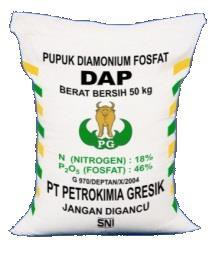 PUPUK DIAMONIUM FOSFAT
DAP
BERAT BERSIH 50 kg
PG
N (NITROGEN) : 18%
P₂O₅ (FOSFAT) : 46%
G 970/DEPTAN/X/2004
PT PETROKIMIA GRESIK
JANGAN DIGANCU
SNI